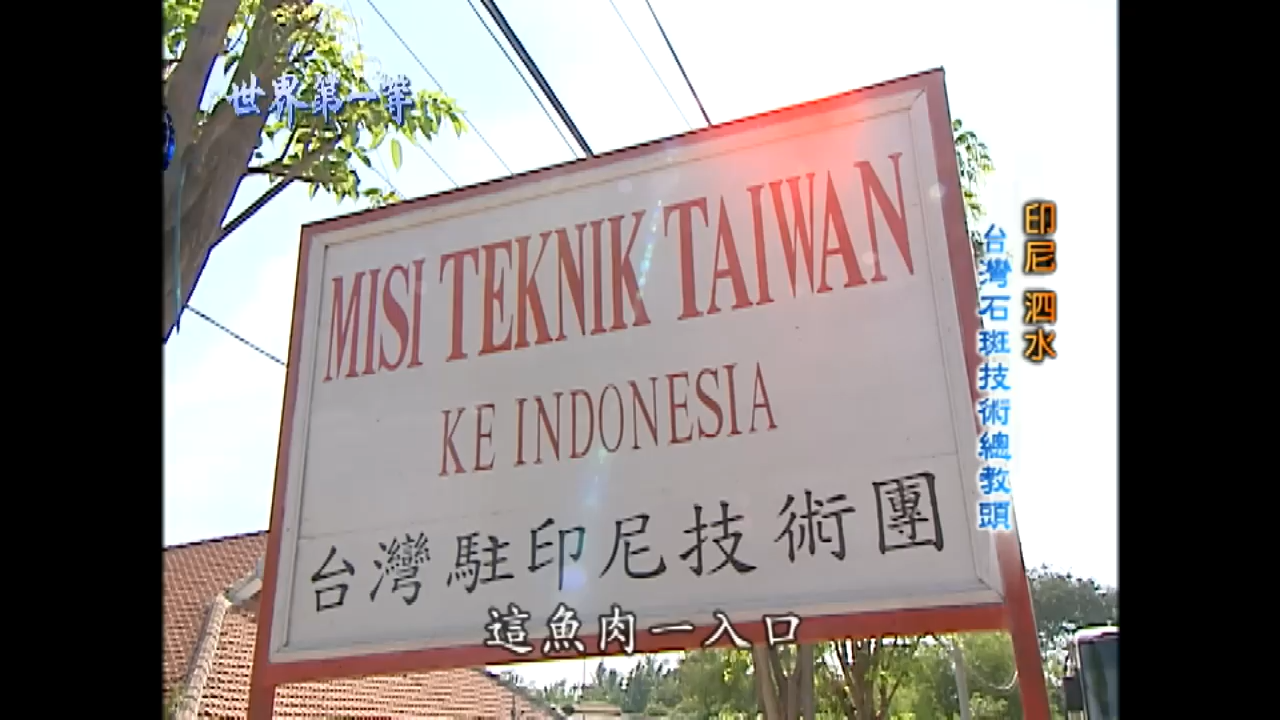 世界第一等
MISI TEKNIK TAIWAN
KE INDONESIA
台灣駐印尼技術團
印尼 泗水
台灣石斑技術總教頭
這魚肉一入口